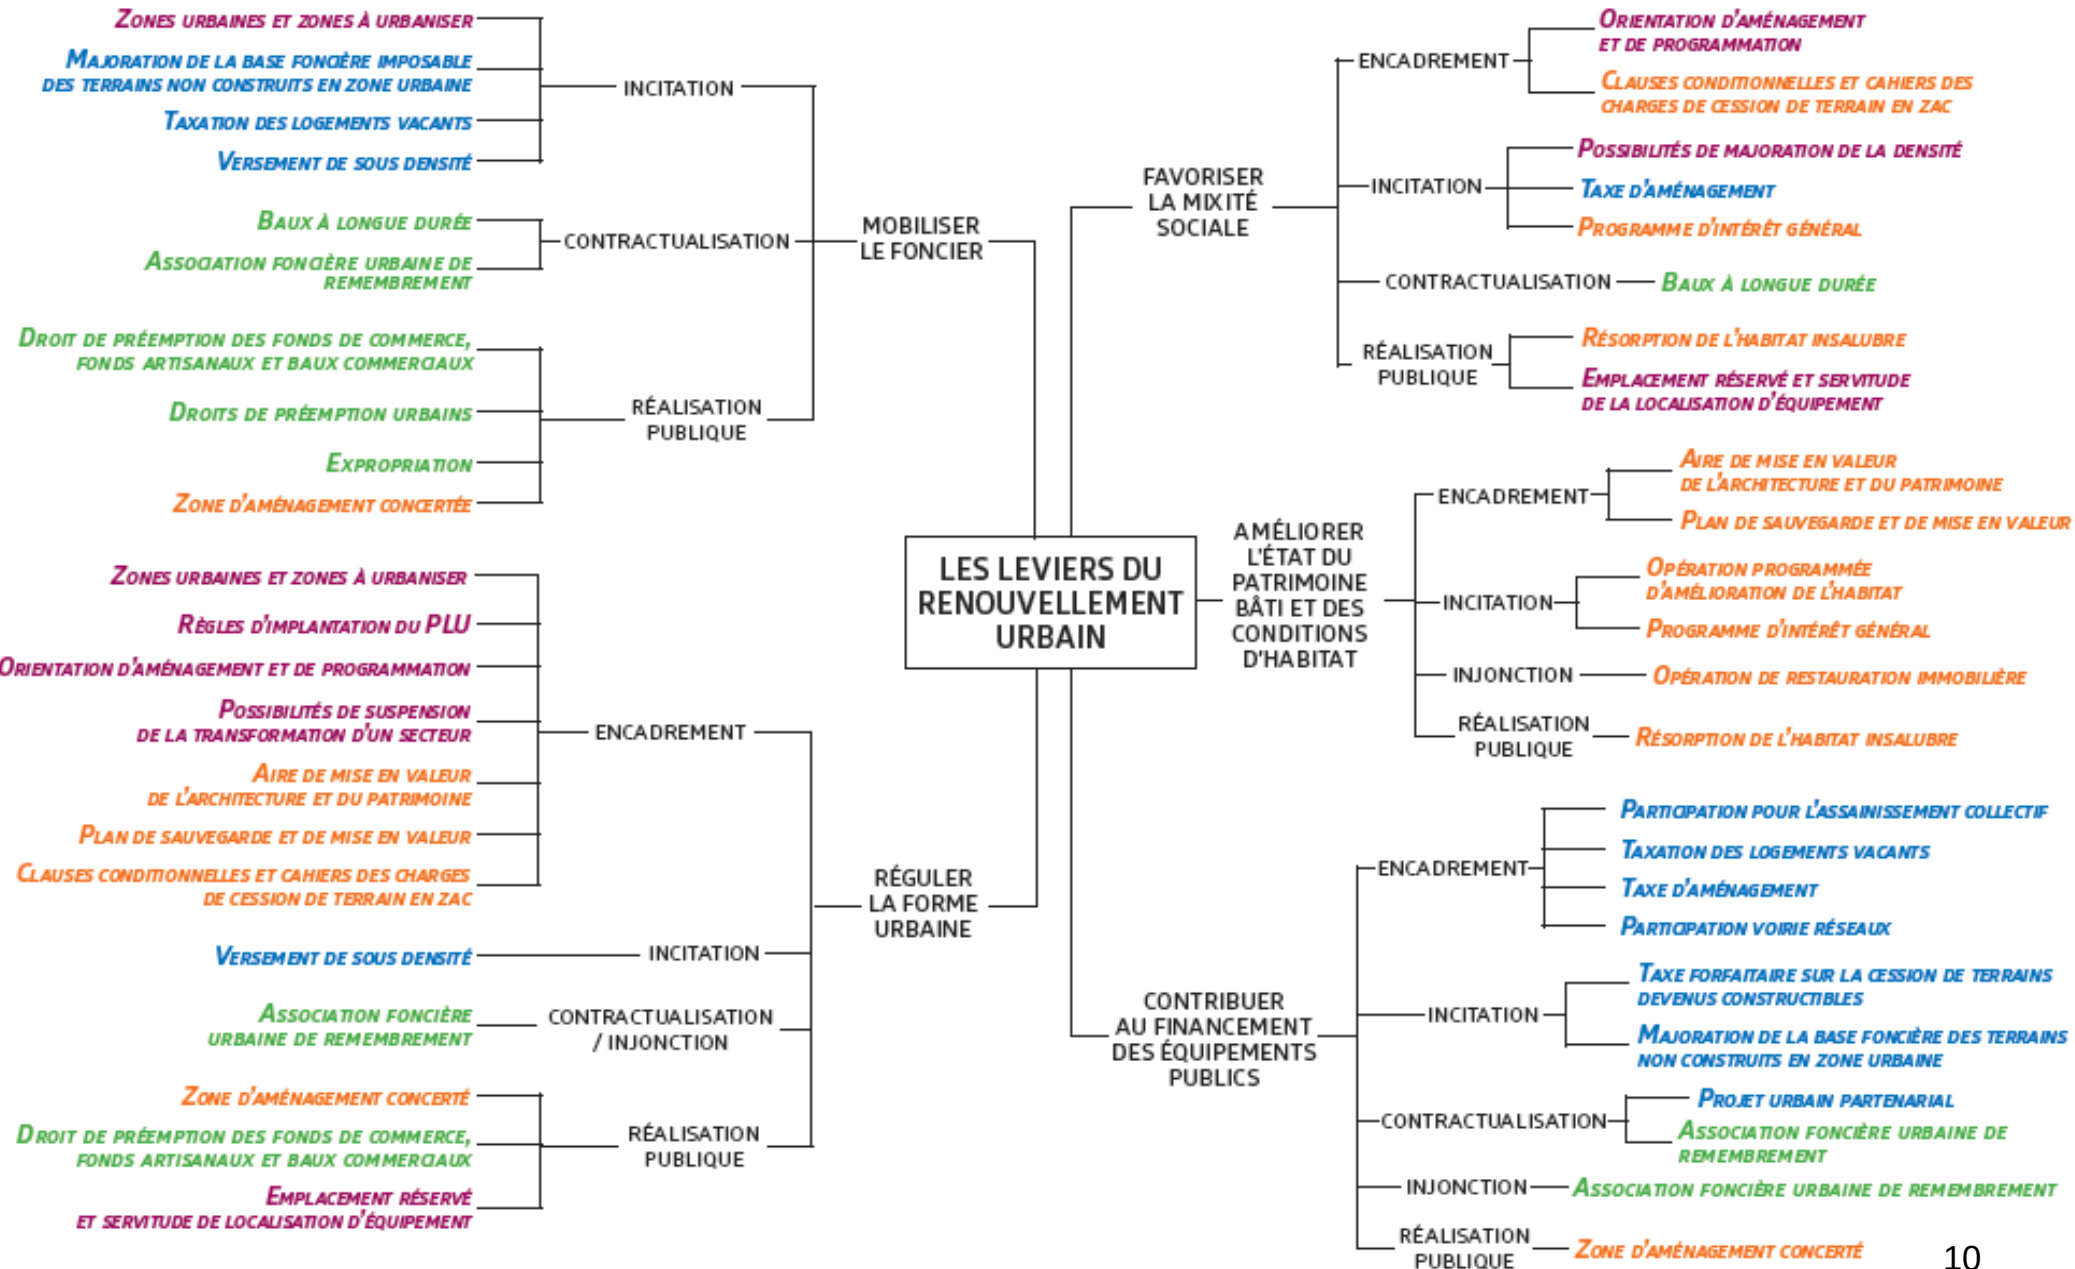 ZONES URBAINES ET ZONES À URBANISER
MAJORATION DE LA BASE FONCIÈRE IMPOSABLE
DES TERRAINS NON CONSTRUITS EN ZONE URBAINE
TAXATION DES LOGEMENTS VACANTS
VERSEMENT DE SOUS DENSITÉ
INCITATION
BAUX À LONGUE DURÉE
ASSOCIATION FONCIÈRE URBAINE DE
REMEMBREMENT
CONTRACTUALISATION
DROIT DE PRÉEMPTION DES FONDS DE COMMERCE,
FONDS ARTISANAUX ET BAUX COMMERCIAUX
DROITS DE PRÉEMPTION URBAINS
EXPROPRIATION
ZONE D'AMÉNAGEMENT CONCERTÉE
RÉALISATION
PUBLIQUE
MOBILISER
LE FONCIER
ZONES URBAINES ET ZONES À URBANISER
RÈGLES D'IMPLANTATION DU PLU
ORIENTATION D'AMÉNAGEMENT ET DE PROGRAMMATION
POSSIBILITÉS DE SUSPENSION
DE LA TRANSFORMATION D'UN SECTEUR
AIRE DE MISE EN VALEUR
DE L'ARCHITECTURE ET DU PATRIMOINE
PLAN DE SAUVEGARDE ET DE MISE EN VALEUR
CLAUSES CONDITIONNELLES ET CAHIERS DES CHARGES
DE CESSION DE TERRAIN EN ZAC
ENCADREMENT
VERSEMENT DE SOUS DENSITÉ
INCITATION
ASSOCIATION FONCIÈRE
URBAINE DE REMEMBREMENT
CONTRACTUALISATION
/ INJONCTION
ZONE D'AMÉNAGEMENT CONCERTÉ
DROIT DE PRÉEMPTION DES FONDS DE COMMERCE,
FONDS ARTISANAUX ET BAUX COMMERCIAUX
EMPLACEMENT RÉSERVÉ
ET SERVITUDE DE LOCALISATION D'ÉQUIPEMENT
RÉALISATION
PUBLIQUE
RÉGULER
LA FORME
URBAINE
LES LEVIERS DU
RENOUVELLEMENT
URBAIN
FAVORISER
LA MIXITÉ
SOCIALE
ENCADREMENT
ORIENTATION D'AMÉNAGEMENT
ET DE PROGRAMMATION
CLAUSES CONDITIONNELLES ET CAHIERS DES
CHARGES DE CESSION DE TERRAIN EN ZAC
INCITATION
POSSIBILITÉS DE MAJORATION DE LA DENSITÉ
TAXE D'AMÉNAGEMENT
PROGRAMME D'INTÉRÊT GÉNÉRAL
CONTRACTUALISATION
BAUX À LONGUE DURÉE
RÉALISATION
PUBLIQUE
RÉSORPTION DE L'HABITAT INSALUBRE
EMPLACEMENT RÉSERVÉ ET SERVITUDE
DE LA LOCALISATION D'ÉQUIPEMENT
AMÉLIORER
L'ÉTAT DU
PATRIMOINE
BÂTI ET DES
CONDITIONS
D'HABITAT
ENCADREMENT
AIRE DE MISE EN VALEUR
DE L'ARCHITECTURE ET DU PATRIMOINE
PLAN DE SAUVEGARDE ET DE MISE EN VALEUR
INCITATION
OPÉRATION PROGRAMMÉE
D'AMÉLIORATION DE L'HABITAT
PROGRAMME D'INTÉRÊT GÉNÉRAL
INJONCTION
OPÉRATION DE RESTAURATION IMMOBILIÈRE
RÉALISATION
PUBLIQUE
RÉSORPTION DE L'HABITAT INSALUBRE
CONTRIBUER
AU FINANCEMENT
DES ÉQUIPEMENTS
PUBLICS
ENCADREMENT
PARTICIPATION POUR L'ASSAINISSEMENT COLLECTIF
TAXATION DES LOGEMENTS VACANTS
TAXE D'AMÉNAGEMENT
PARTICIPATION VOIRIE RÉSEAUX
INCITATION
TAXE FORFAITAIRE SUR LA CESSION DE TERRAINS
DEVENUS CONSTRUCTIBLES
MAJORATION DE LA BASE FONCIÈRE DES TERRAINS
NON CONSTRUITS EN ZONE URBAINE
CONTRACTUALISATION
PROJET URBAIN PARTENARIAL
ASSOCIATION FONCIÈRE URBAINE DE
REMEMBREMENT
INJONCTION
ASSOCIATION FONCIÈRE URBAINE DE REMEMBREMENT
RÉALISATION
PUBLIQUE
ZONE D'AMÉNAGEMENT CONCERTÉ
10